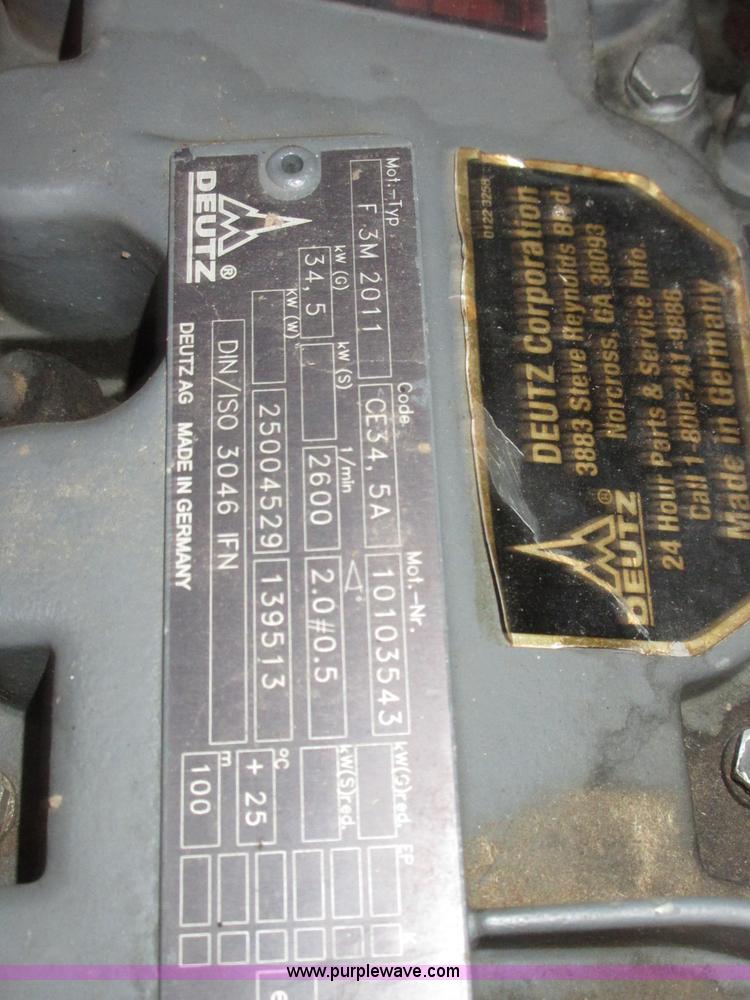 DEUTZ ®
Mot.-Typ Code Mot.-Nr.
F 3M 2011 CE34,5A 10103543
kW (G) kW (S) 1/min kW(G)red. EP
34,5 2600 2.0#0.5
kW (W) kW(S)red.
25004529 139513 °C + 25
DIN/ISO 3046 IFN m 100
DEUTZ AG MADE IN GERMANY
0122 3258
DEUTZ Corporation
3883 Steve Reynolds Blvd.
Norcross, GA 30093
DEUTZ ®
24 Hour Parts & Service Info.
Call 1-800-241-9886
Made in Germany
www.purplewave.com